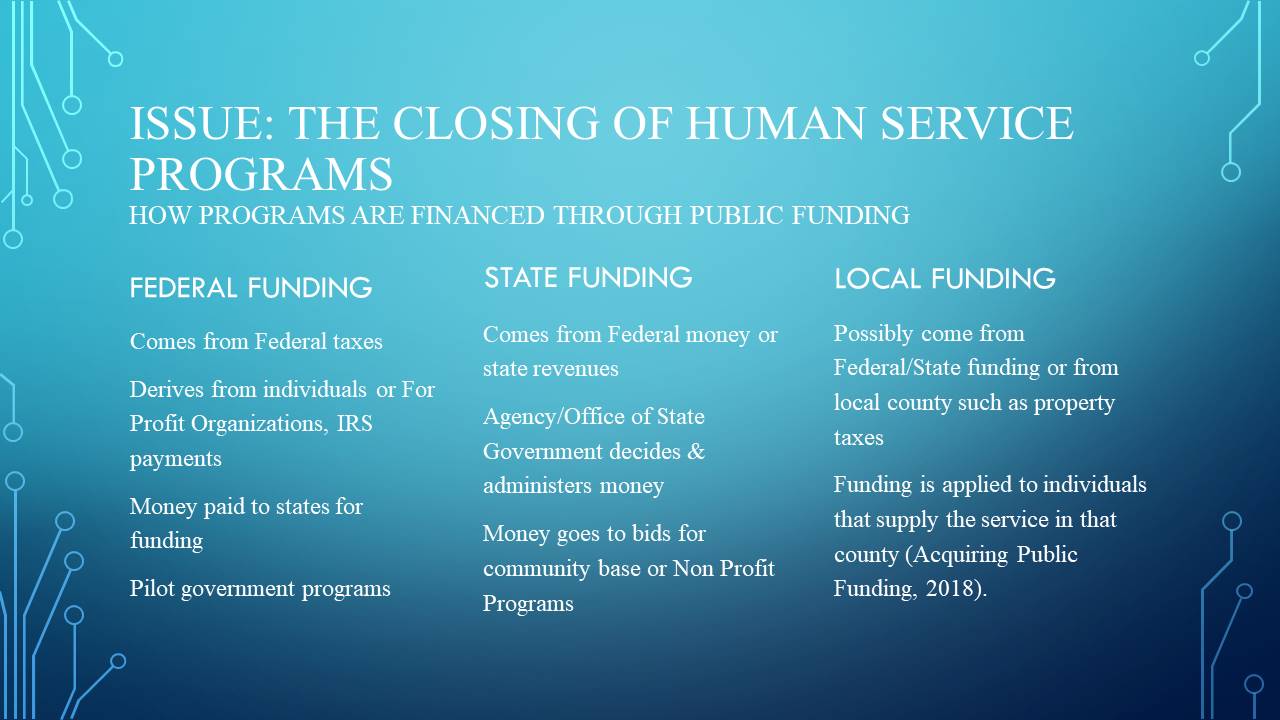 ISSUE: THE CLOSING OF HUMAN SERVICE
PROGRAMS
HOW PROGRAMS ARE FINANCED THROUGH PUBLIC FUNDING
FEDERAL FUNDING
Comes from Federal taxes
Derives from individuals or For
Profit Organizations, IRS
payments
Money paid to states for
funding
Pilot government programs
STATE FUNDING
Comes from Federal money or
state revenues
Agency/Office of State
Government decides &
administers money
Money goes to bids for
community base or Non Profit
Programs
LOCAL FUNDING
Possibly come from
Federal/State funding or from
local county such as property
taxes
Funding is applied to individuals
that supply the service in that
county (Acquiring Public
Funding, 2018).